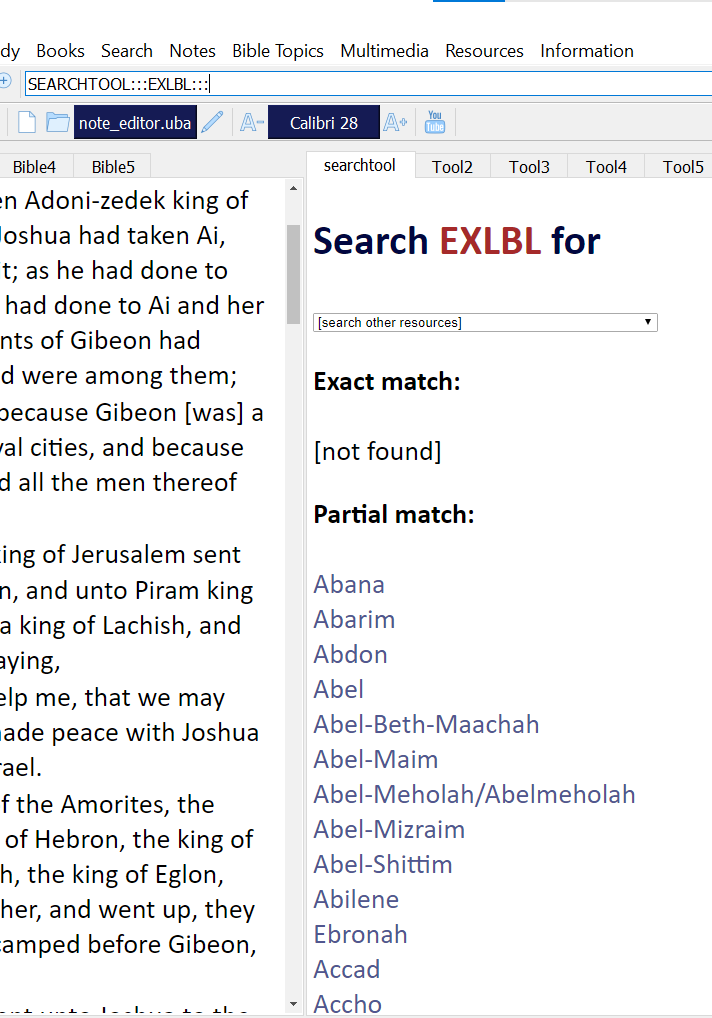 dy Books Search Notes Bible Topics Multimedia Resources Information
SEARCHTOOL:::EXLBL:::
note_editor.uba A- Calibri 28 A+ You Tube
Bible4 Bible5
en Adoni-zedek king of
Joshua had taken Ai,
it; as he had done to
had done to Ai and her
nts of Gibeon had
d were among them;
because Gibeon [was] a
yal cities, and because
d all the men thereof
king of Jerusalem sent
n, and unto Piram king
a king of Lachish, and
aying,
elp me, that we may
made peace with Joshua
rael.
f the Amorites, the
of Hebron, the king of
h, the king of Eglon,
her, and went up, they
camped before Gibeon,
searchtool Tool2 Tool3 Tool4 Tool5
Search EXLBL for
[search other resources]
Exact match:
[not found]
Partial match:
Abana
Abarim
Abdon
Abel
Abel-Beth-Maachah
Abel-Maim
Abel-Meholah/Abelmeholah
Abel-Mizraim
Abel-Shittim
Abilene
Ebronah
Accad
Accho